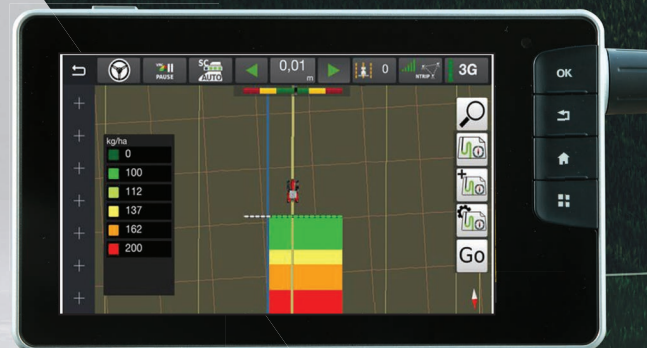 SC
PAUSE
AUTO
0,01
m
0
NTRIP
3G
OK
kg/ha
0
100
112
137
162
200
Go